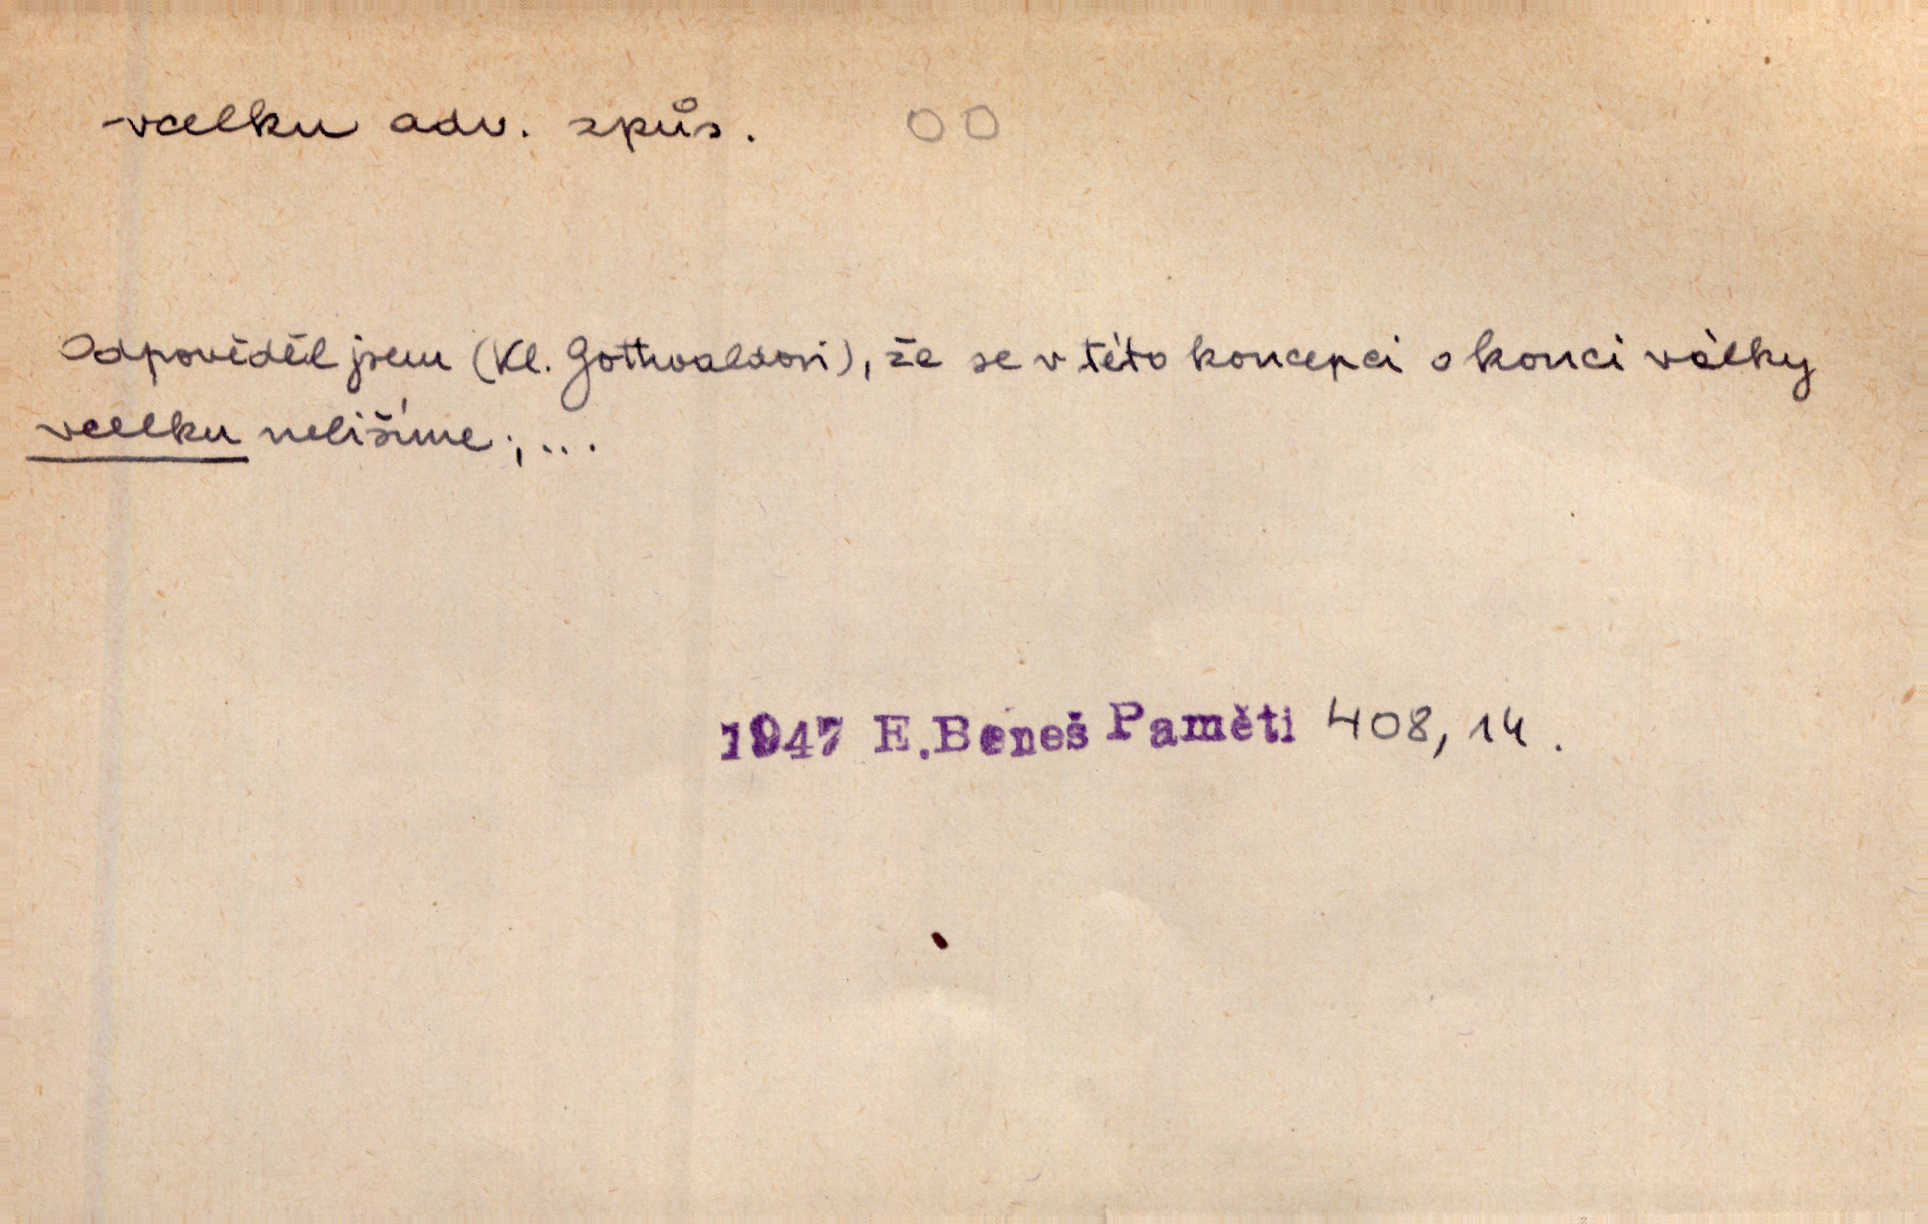 vcelku adv. způs. OO
Odpověděl jsem (Kl. Gottwaldovi), že se v této koncepci o konci války
vcelku nelišíme; ...
1947 E. Beneš Paměti 408, 14.